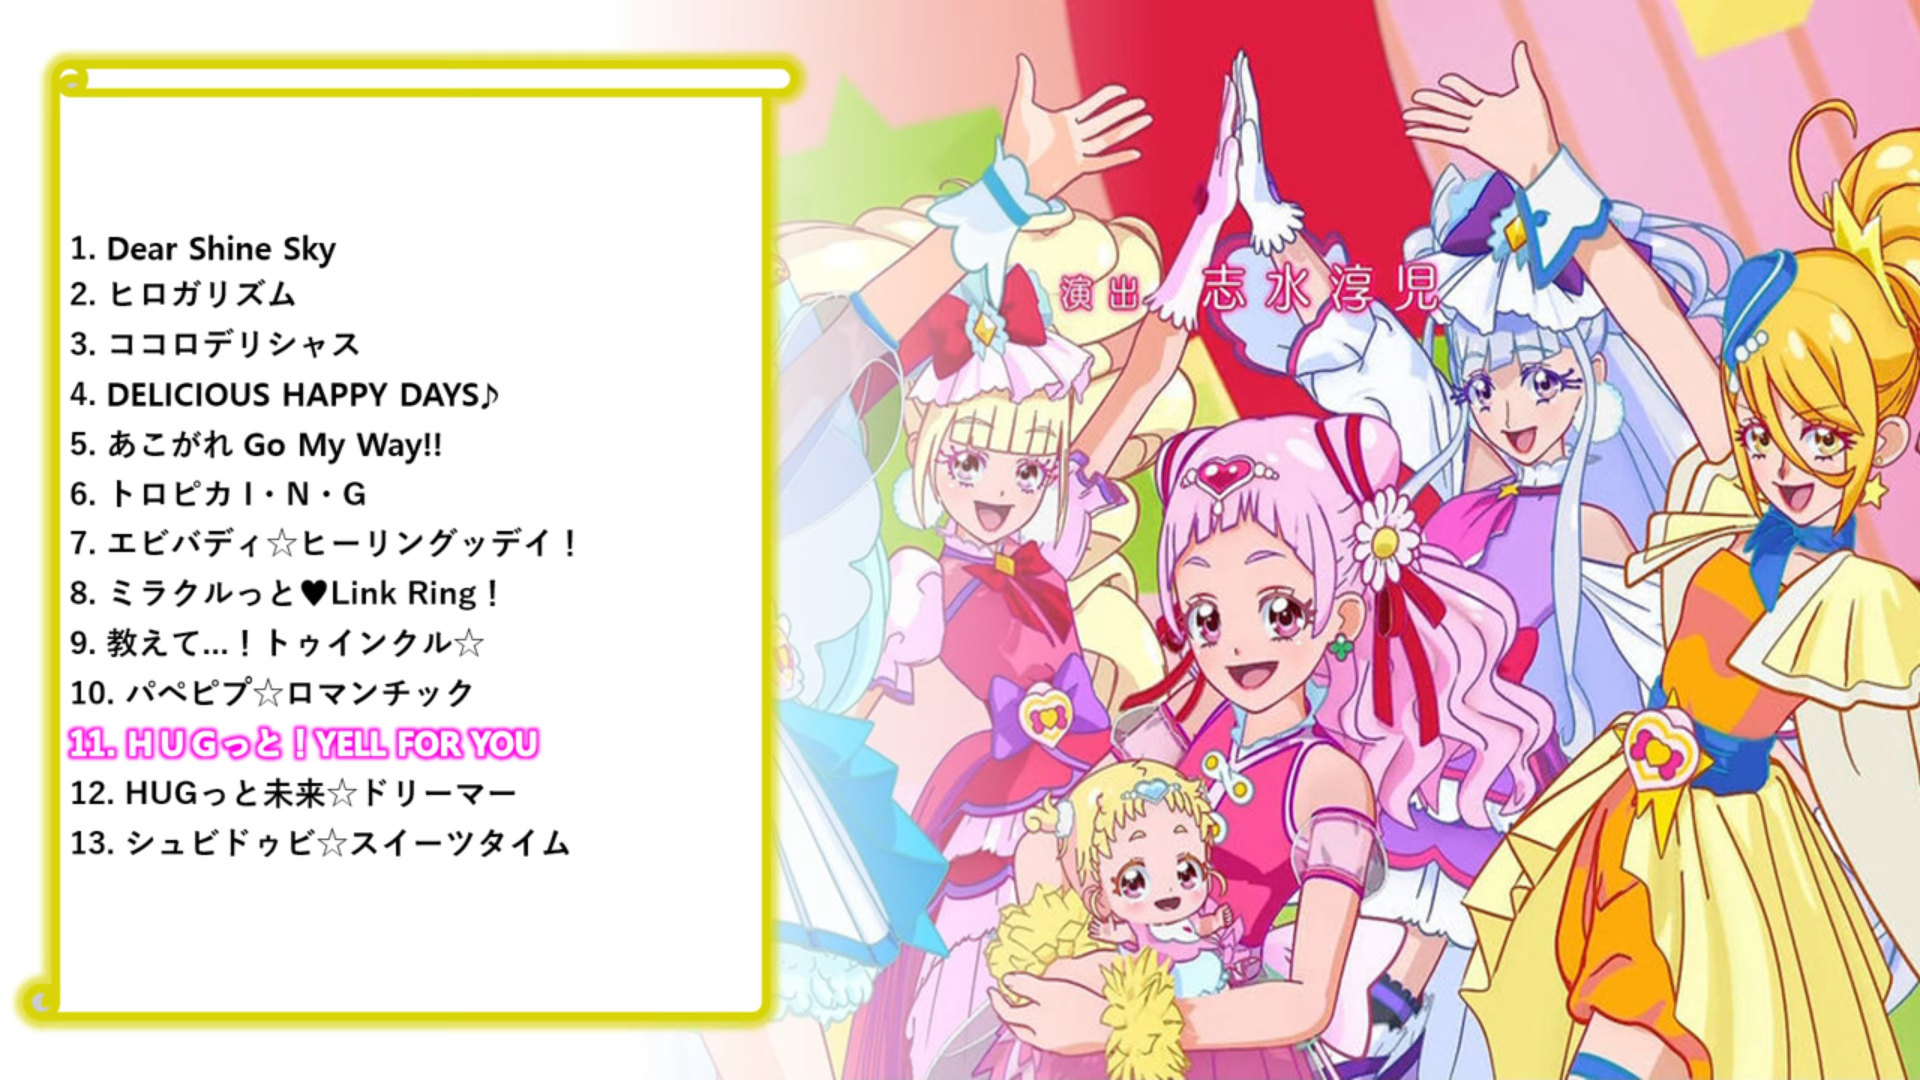 1. Dear Shine Sky
2. ヒロガリズム
3. ココロデリシャス
4. DELICIOUS HAPPY DAYS♪
5. あこがれ Go My Way!!
6. トロピカ I・N・G
7. エビバディ☆ヒーリングッデイ！
8. ミラクルっと♥Link Ring！
9. 教えて...！トゥインクル☆
10. パペピプ☆ロマンチック
11. ＨＵＧっと！YELL FOR YOU
12. HUGっと未来☆ドリーマー
13. シュビドゥビ☆スイーツタイム
演出 志水淳児